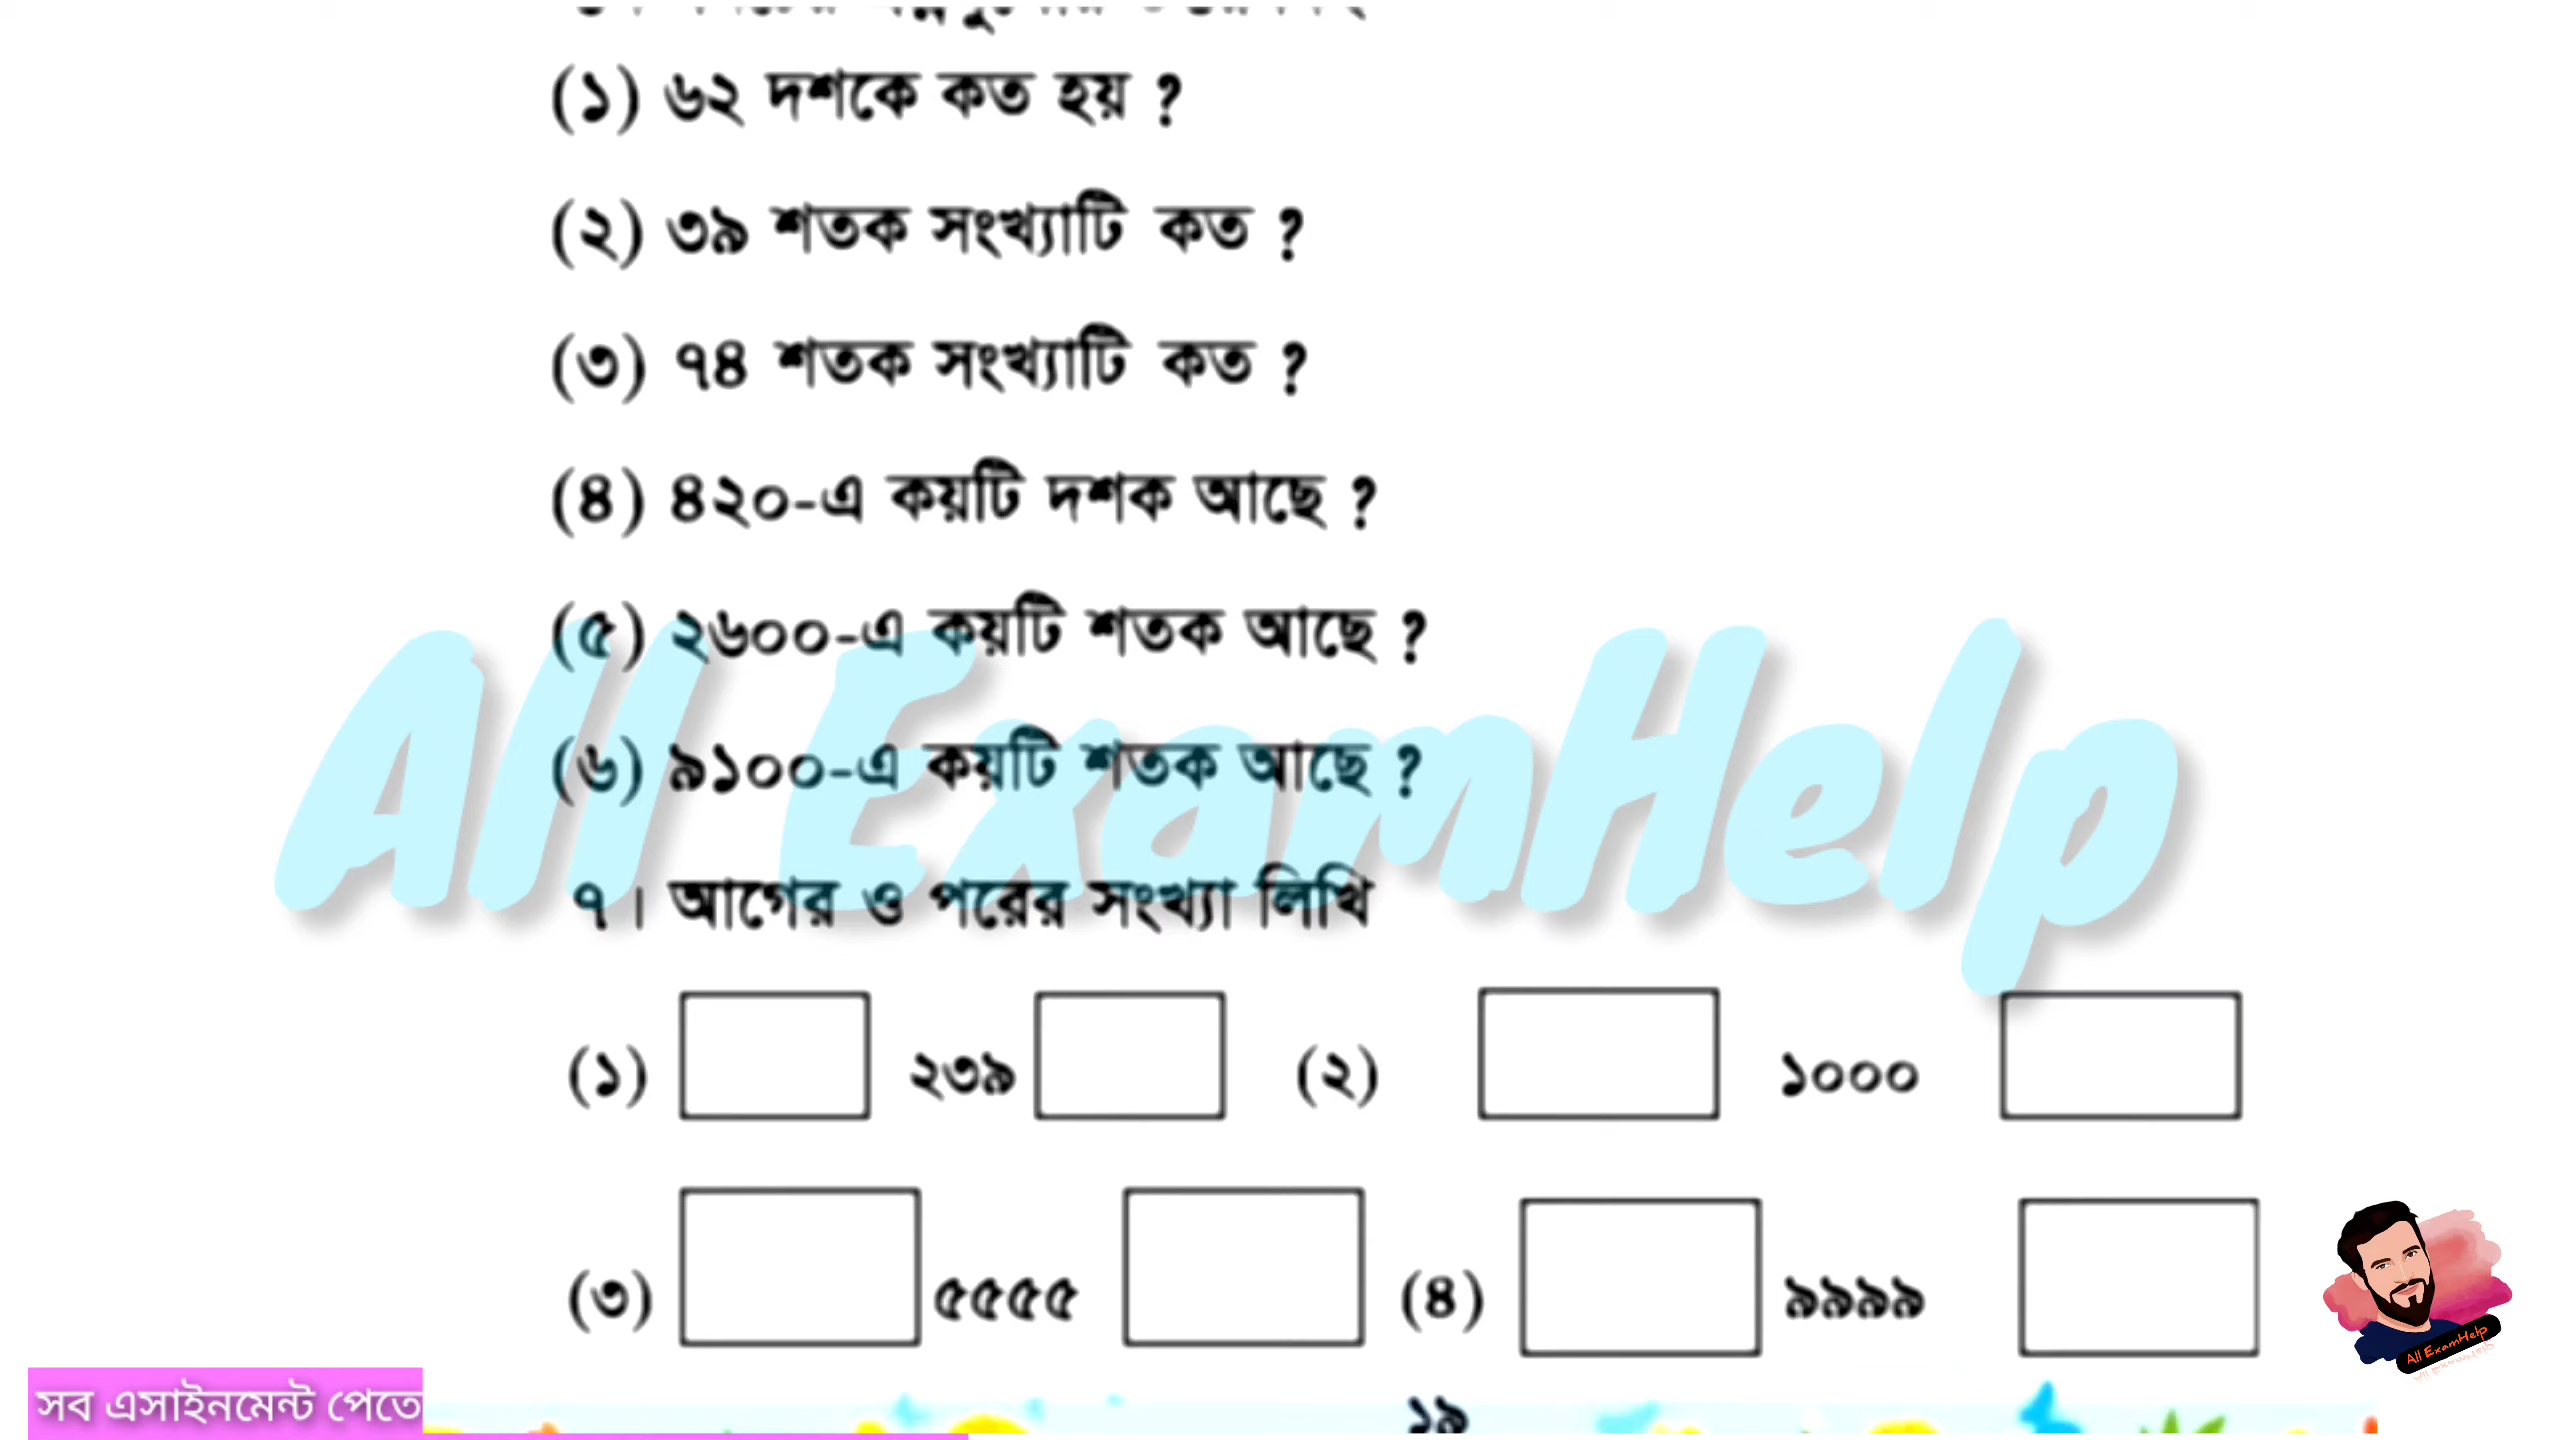 (১) ৬২ দশকে কত হয় ?
(২) ৩৯ শতক সংখ্যাটি কত ?
(৩) ৭৪ শতক সংখ্যাটি কত ?
(৪) ৪২০-এ কয়টি দশক আছে ?
(৫) ২৬০০-এ কয়টি শতক আছে ?
(৬) ৯১০০-এ কয়টি শতক আছে ?
All ExamHelp
৭। আগের ও পরের সংখ্যা লিখি
(১) ২৩৯ (২) ১০০০
(৩) ৫৫৫৫ (৪) ৯৯৯৯
All ExamHelp
সব এসাইনমেন্ট পেতে
১৯